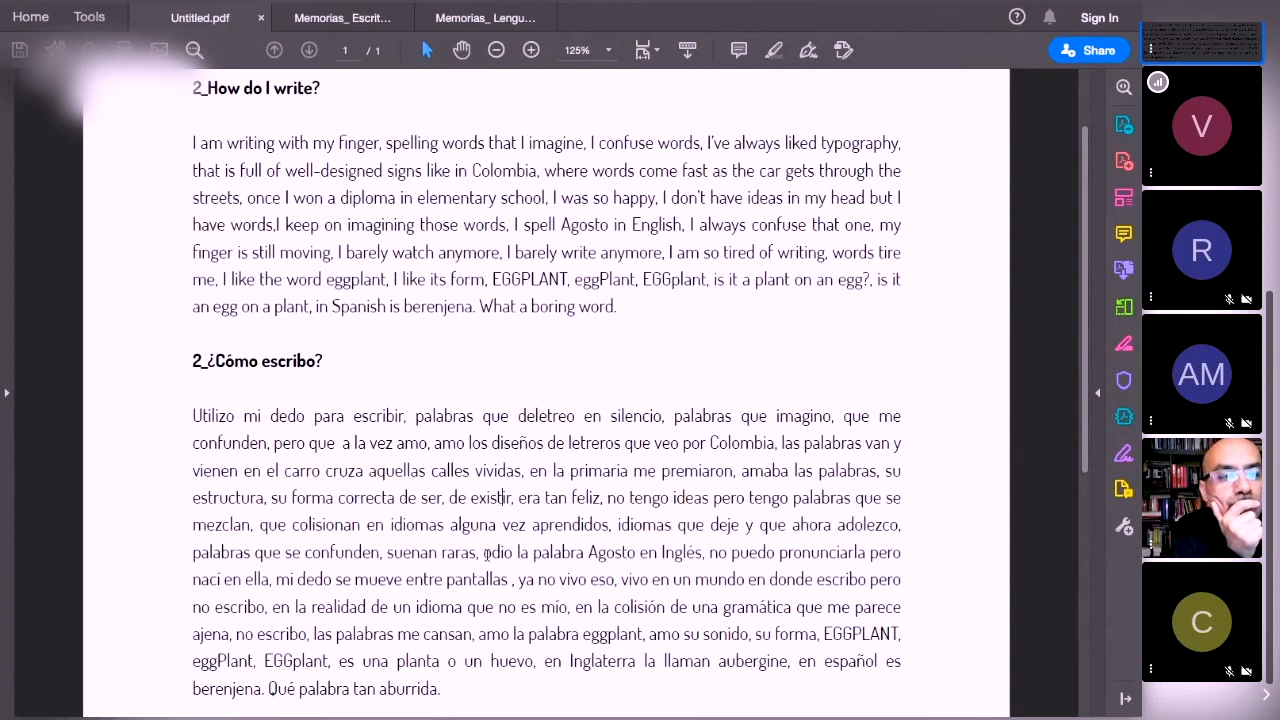 Home Tools Untitled.pdf × Memorias_ Escrit... Memorias_ Lengu... Sign In
1 / 1 125% Share
2_How do I write?
I am writing with my finger, spelling words that I imagine, I confuse words, I've always liked typography,
that is full of well-designed signs like in Colombia, where words come fast as the car gets through the
streets, once I won a diploma in elementary school, I was so happy, I don't have ideas in my head but I
have words,I keep on imagining those words, I spell Agosto in English, I always confuse that one, my
finger is still moving, I barely watch anymore, I barely write anymore, I am so tired of writing, words tire
me, I like the word eggplant, I like its form, EGGPLANT, eggPlant, EGGplant, is it a plant on an egg?, is it
an egg on a plant, in Spanish is berenjena. What a boring word.
2_¿Cómo escribo?
Utilizo mi dedo para escribir, palabras que deletreo en silencio, palabras que imagino, que me
confunden, pero que a la vez amo, amo los diseños de letreros que veo por Colombia, las palabras van y
vienen en el carro cruza aquellas calles vividas, en la primaria me premiaron, amaba las palabras, su
estructura, su forma correcta de ser, de existir, era tan feliz, no tengo ideas pero tengo palabras que se
mezclan, que colisionan en idiomas alguna vez aprendidos, idiomas que deje y que ahora adolezco,
palabras que se confunden, suenan raras, odio la palabra Agosto en Inglés, no puedo pronunciarla pero
nací en ella, mi dedo se mueve entre pantallas , ya no vivo eso, vivo en un mundo en donde escribo pero
no escribo, en la realidad de un idioma que no es mío, en la colisión de una gramática que me parece
ajena, no escribo, las palabras me cansan, amo la palabra eggplant, amo su sonido, su forma, EGGPLANT,
eggPlant, EGGplant, es una planta o un huevo, en Inglaterra la llaman aubergine, en español es
berenjena. Qué palabra tan aburrida.
V
R
AM
C